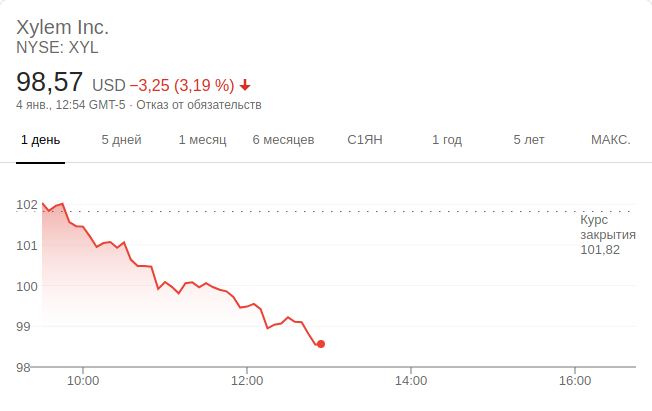 Xylem Inc.
NYSE: XYL
98,57 USD −3,25 (3,19 %)
4 янв., 12:54 GMT-5 · Отказ от обязательств
1 день 5 дней 1 месяц 6 месяцев С1ЯН 1 год 5 лет МАКС.
102
Курс
закрытия
101,82
101
100
99
98
10:00 12:00 14:00 16:00